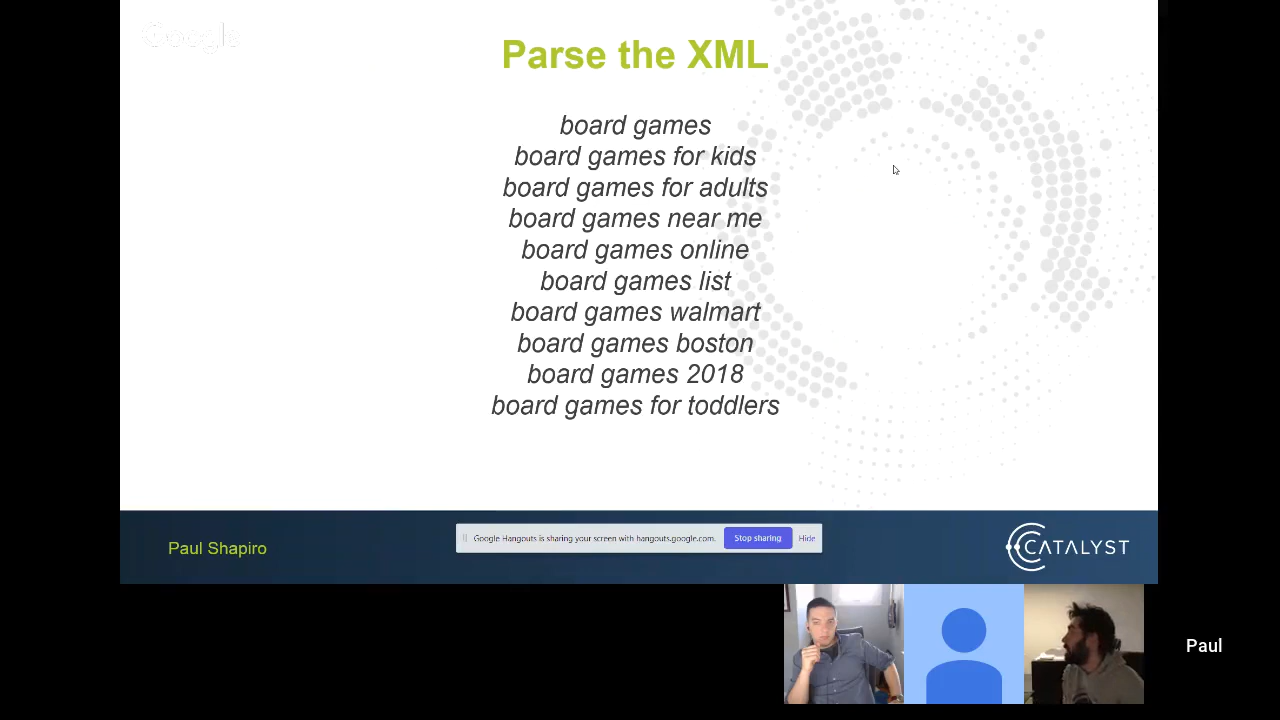 Google
Parse the XML
board games
board games for kids
board games for adults
board games near me
board games online
board games list
board games walmart
board games boston
board games 2018
board games for toddlers
Paul Shapiro
Google Hangouts is sharing your screen with hangouts.google.com.
Stop sharing
Hide
CATALYST
Paul